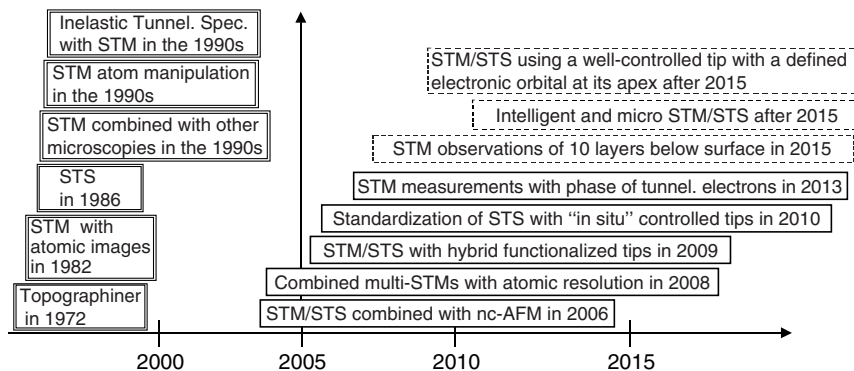 Inelastic Tunnel. Spec.
with STM in the 1990s
STM atom manipulation
in the 1990s
STM combined with other
microscopies in the 1990s
STS
in 1986
STM with
atomic images
in 1982
Topographiner
in 1972
STM/STS using a well-controlled tip with a defined
electronic orbital at its apex after 2015
Intelligent and micro STM/STS after 2015
STM observations of 10 layers below surface in 2015
STM measurements with phase of tunnel. electrons in 2013
Standardization of STS with “in situ” controlled tips in 2010
STM/STS with hybrid functionalized tips in 2009
Combined multi-STMs with atomic resolution in 2008
STM/STS combined with nc-AFM in 2006
2000 2005 2010 2015